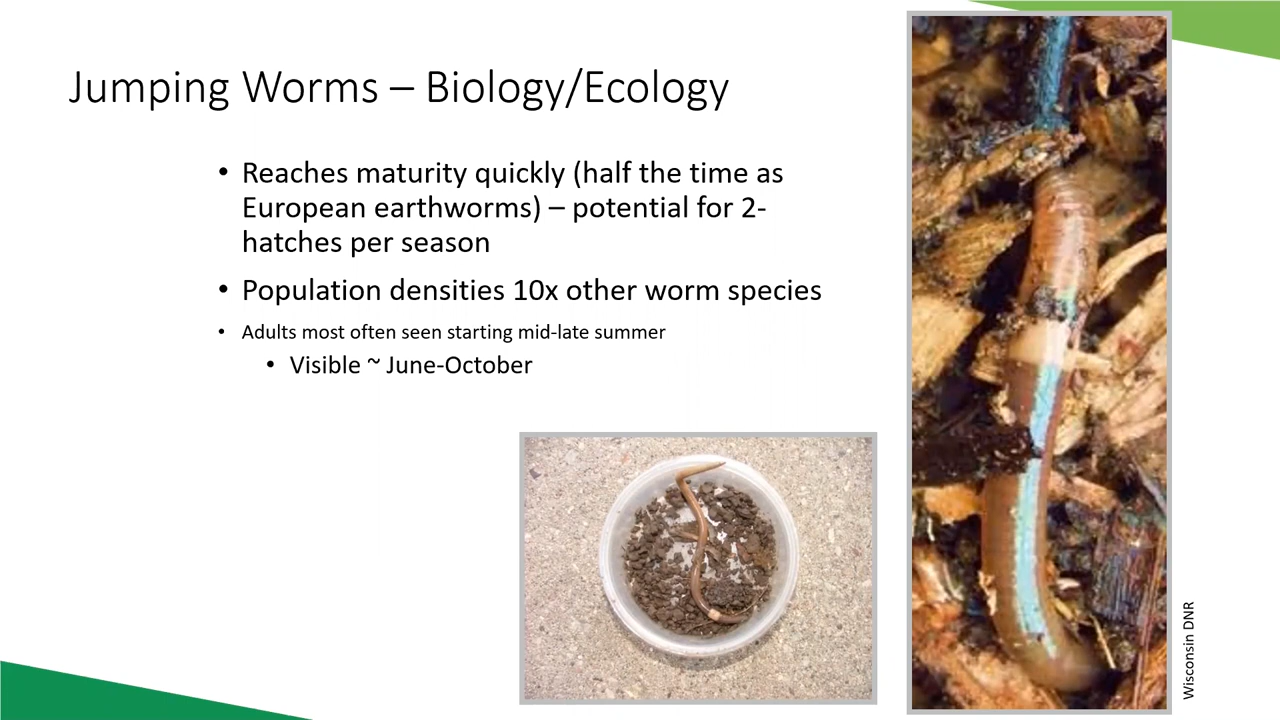 Jumping Worms – Biology/Ecology
• Reaches maturity quickly (half the time as
European earthworms) – potential for 2-
hatches per season
• Population densities 10x other worm species
• Adults most often seen starting mid-late summer
• Visible ~ June-October
Wisconsin DNR